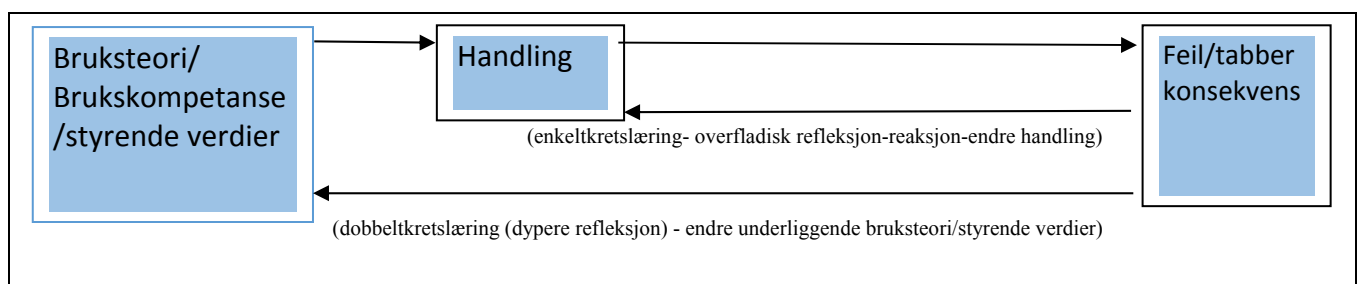 Bruksteori/
Brukskompetanse
/styrende verdier
Handling
Feil/tabber
konsekvens
(enkeltkretslæring- overfladisk refleksjon-reaksjon-endre handling)
(dobbeltkretslæring (dypere refleksjon) - endre underliggende bruksteori/styrende verdier)